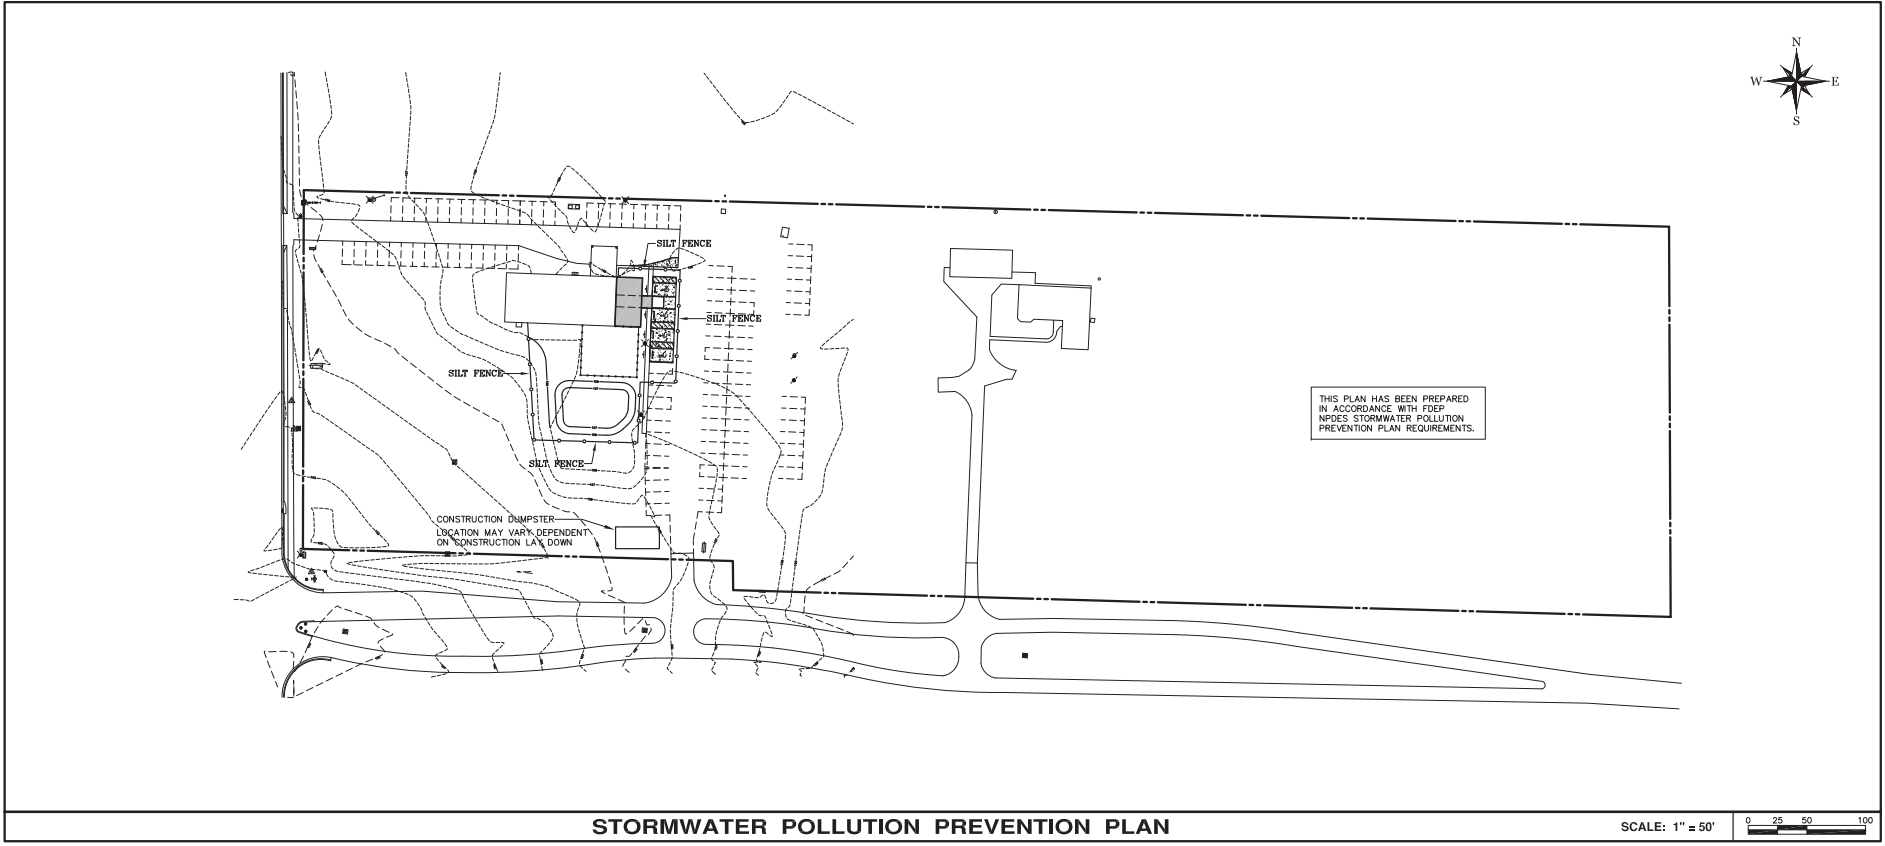 N
W E
S
SILT FENCE
SILT FENCE
SILT FENCE
SILT FENCE
THIS PLAN HAS BEEN PREPARED
IN ACCORDANCE WITH FDEP
NPDES STORMWATER POLLUTION
PREVENTION PLAN REQUIREMENTS.
CONSTRUCTION DUMPSTER
LOCATION MAY VARY DEPENDENT
ON CONSTRUCTION LAY DOWN
STORMWATER POLLUTION PREVENTION PLAN
SCALE: 1" = 50'
0 25 50 100